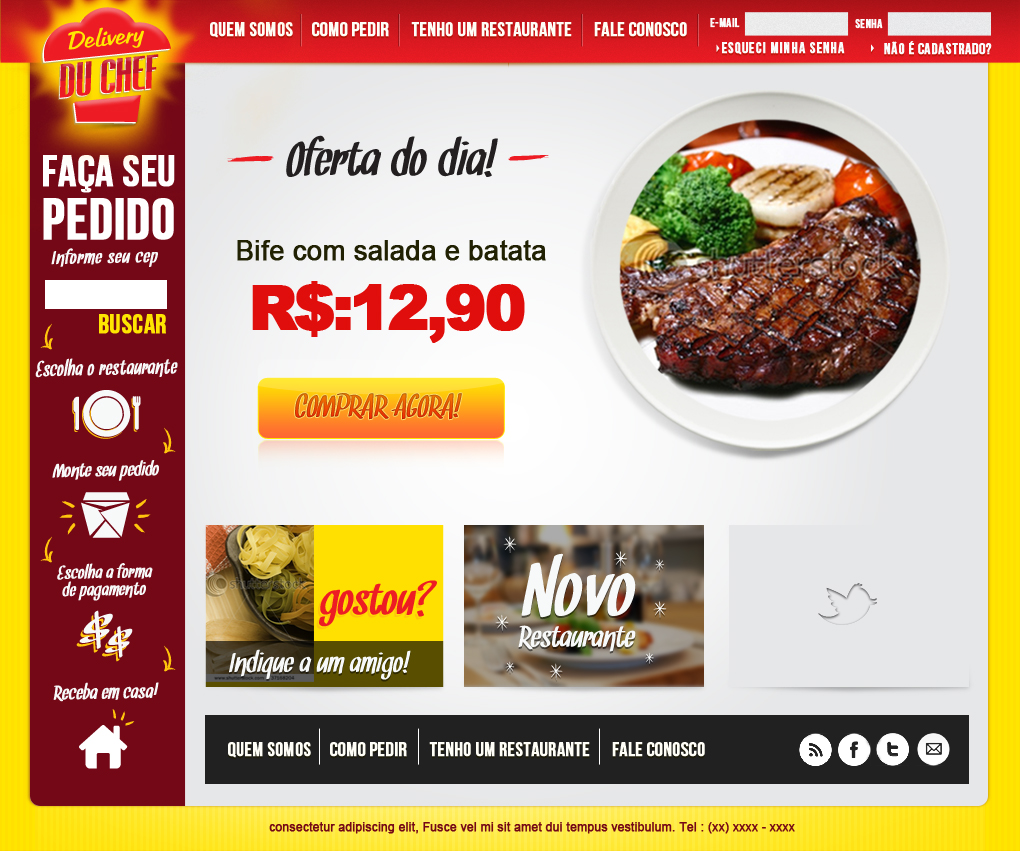 Delivery
DU CHEF
QUEM SOMOS
COMO PEDIR
TENHO UM RESTAURANTE
FALE CONOSCO
E-MAIL
SENHA
ESQUECI MINHA SENHA
NÃO É CADASTRADO?
FAÇA SEU
PEDIDO
Informe seu cep
BUSCAR
Escolha o restaurante
Monte seu pedido
Escolha a forma
de pagamento
$$
Receba em casa!
Oferta do dia!
Bife com salada e batata
R$:12,90
COMPRAR AGORA!
shutterstock
gostou?
Indique a um amigo!
Novo
Restaurante
QUEM SOMOS
COMO PEDIR
TENHO UM RESTAURANTE
FALE CONOSCO
consectetur adipiscing elit, Fusce vel mi sit amet dui tempus vestibulum. Tel : (xx) xxxx - xxxx